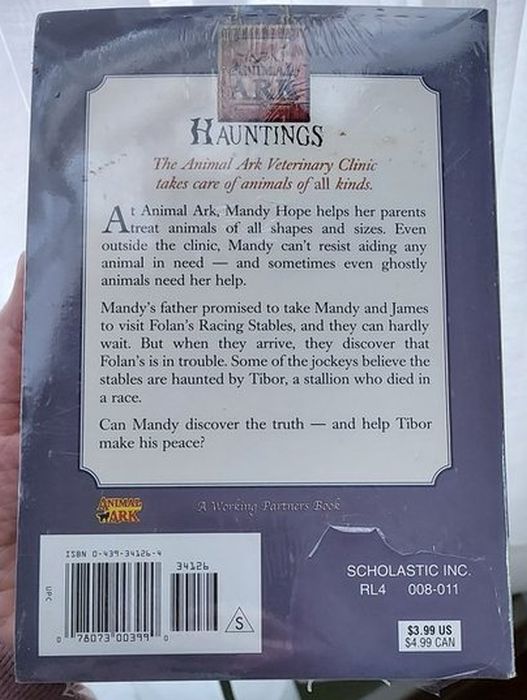 ANIMAL
ARK
HAUNTINGS
The Animal Ark Veterinary Clinic
takes care of animals of all kinds.
At Animal Ark, Mandy Hope helps her parents
treat animals of all shapes and sizes. Even
outside the clinic, Mandy can't resist aiding any
animal in need — and sometimes even ghostly
animals need her help.
Mandy's father promised to take Mandy and James
to visit Folan's Racing Stables, and they can hardly
wait. But when they arrive, they discover that
Folan's is in trouble. Some of the jockeys believe the
stables are haunted by Tibor, a stallion who died in
a race.
Can Mandy discover the truth — and help Tibor
make his peace?
ANIMAL
ARK
A Working Partners Book
ISBN 0-439-34126-4
34126
UPC
0 78073 00399 0
S
SCHOLASTIC INC.
RL4 008-011
$3.99 US
$4.99 CAN